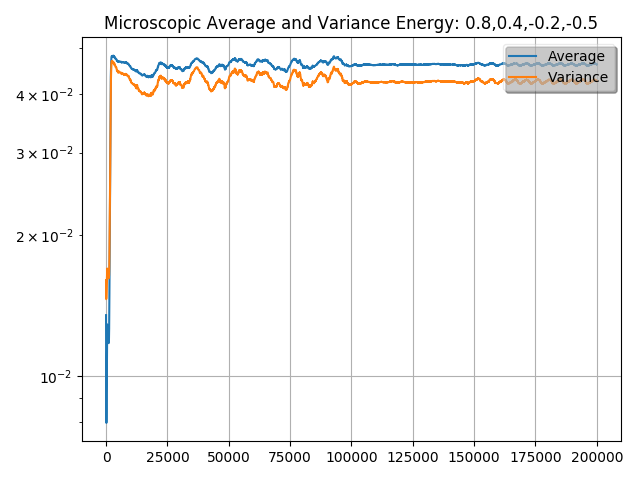 Microscopic Average and Variance Energy: 0.8,0.4,-0.2,-0.5
Average
Variance
4 × 10⁻²
3 × 10⁻²
2 × 10⁻²
10⁻²
0 25000 50000 75000 100000 125000 150000 175000 200000